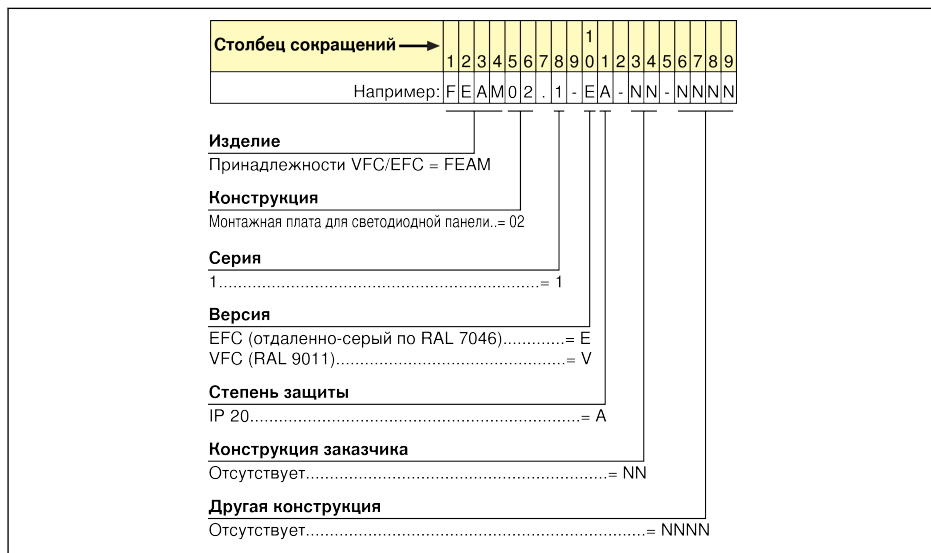 Столбец сокращений
1 2 3 4 5 6 7 8 9 10 1 2 3 4 5 6 7 8 9
Например: F E A M 0 2 . 1 - E A - N N - N N N N
Изделие
Принадлежности VFC/EFC = FEAM
Конструкция
Монтажная плата для светодиодной панели..= 02
Серия
1..........................................................= 1
Версия
EFC (отдаленно-серый по RAL 7046).............= E
VFC (RAL 9011)..........................................= V
Степень защиты
IP 20.............................................................= A
Конструкция заказчика
Отсутствует........................................................= NN
Другая конструкция
Отсутствует...............................................................= NNNN